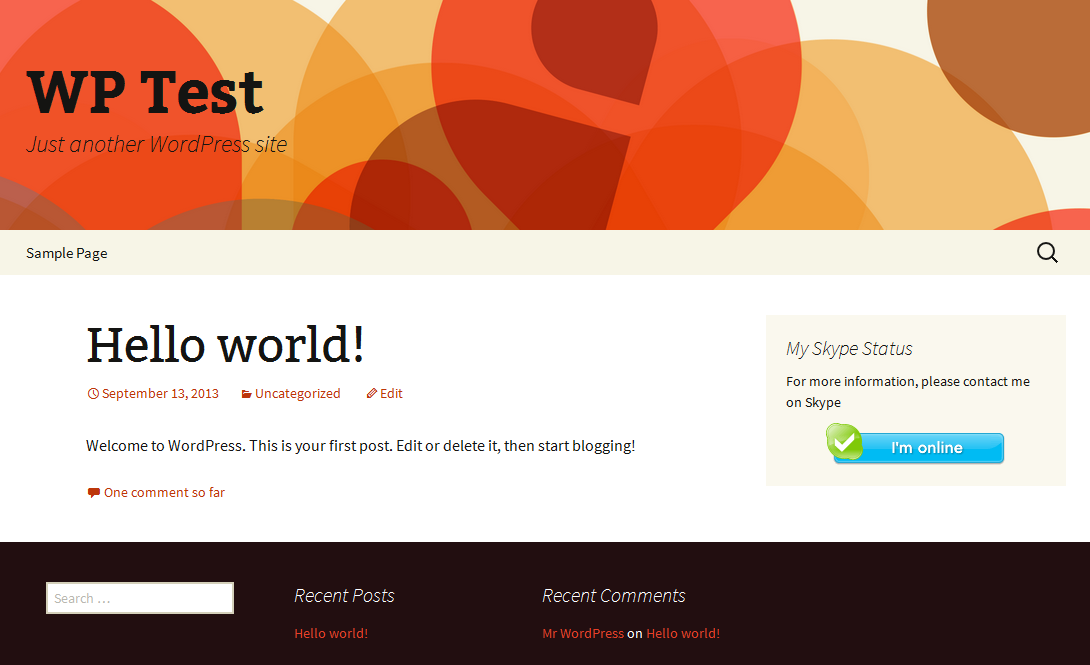 WP Test
Just another WordPress site
Sample Page
Hello world!
September 13, 2013 Uncategorized Edit
Welcome to WordPress. This is your first post. Edit or delete it, then start blogging!
One comment so far
My Skype Status
For more information, please contact me
on Skype
I'm online
Search …
Recent Posts
Hello world!
Recent Comments
Mr WordPress on Hello world!